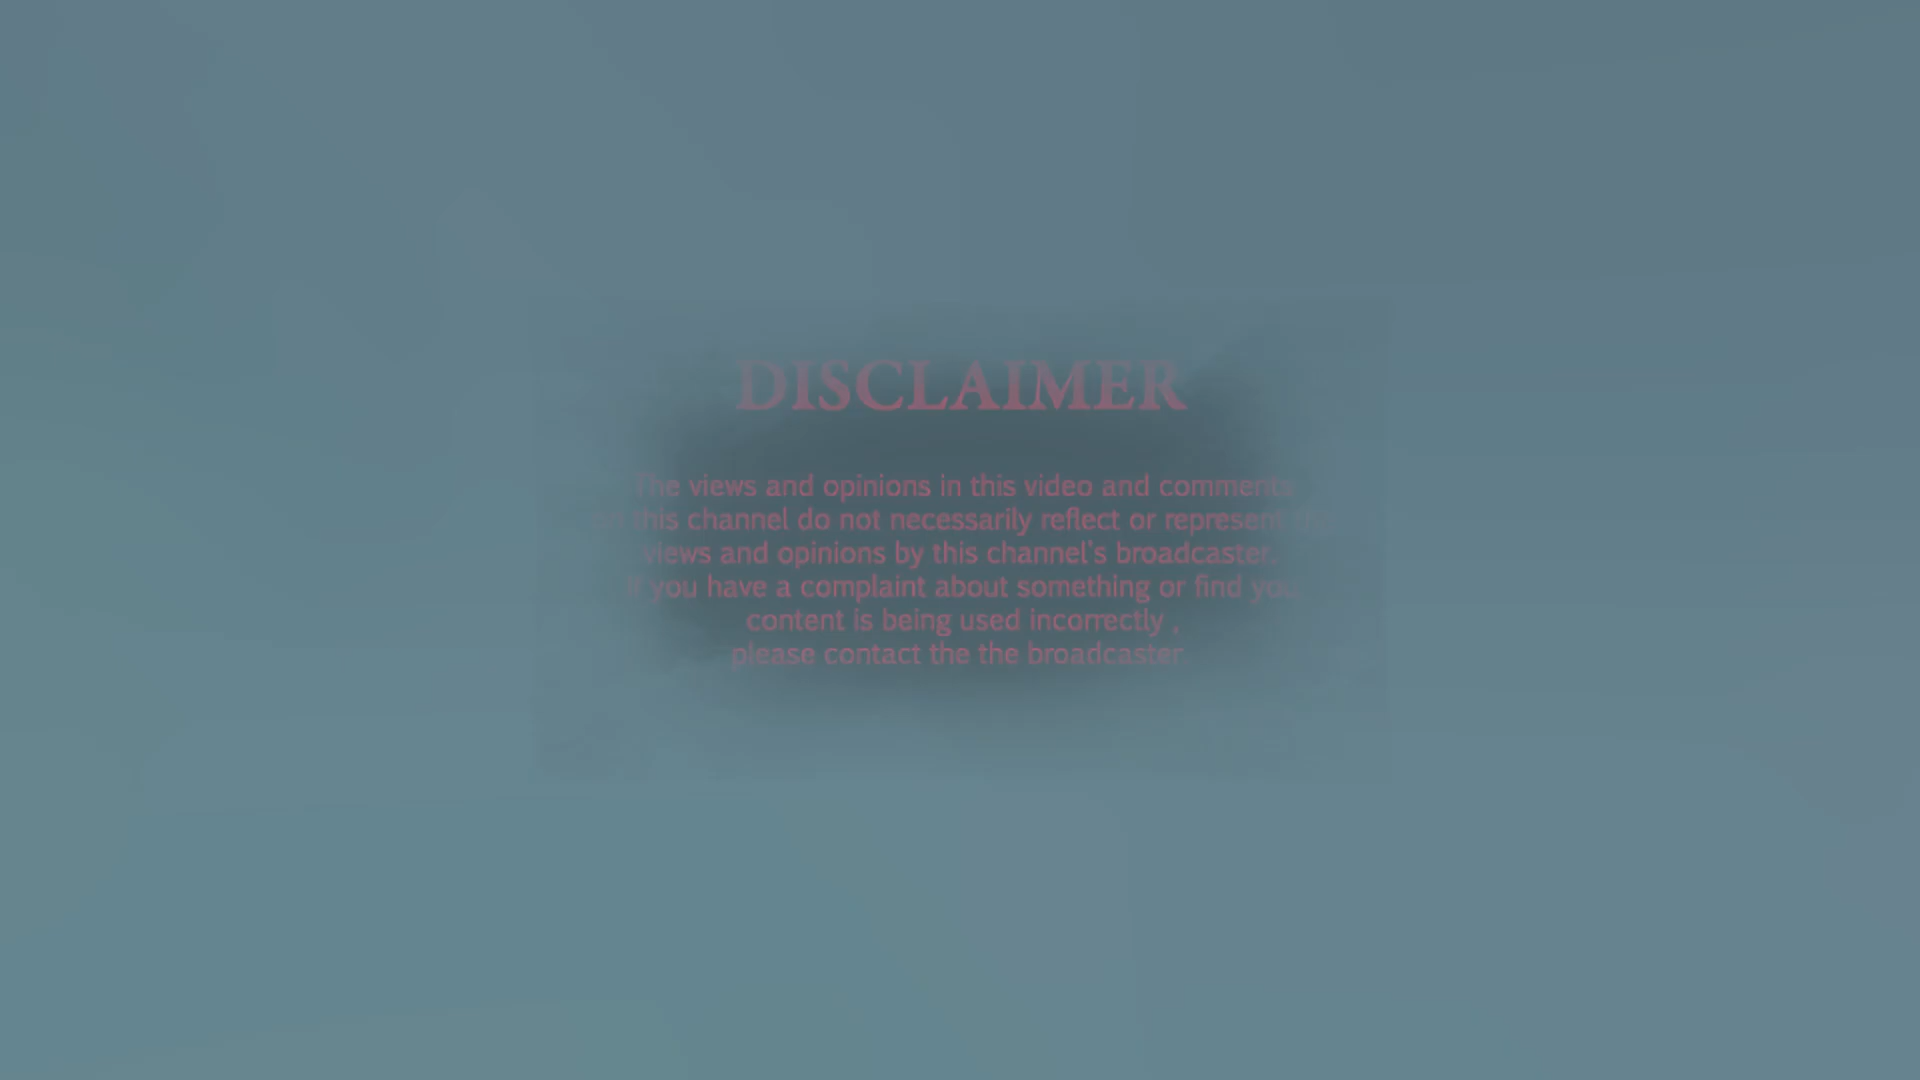 DISCLAIMER
The views and opinions in this video and comments
on this channel do not necessarily reflect or represent
views and opinions by this channel's broadcaster.
If you have a complaint about something or find you
content is being used incorrectly ,
please contact the the broadcaster